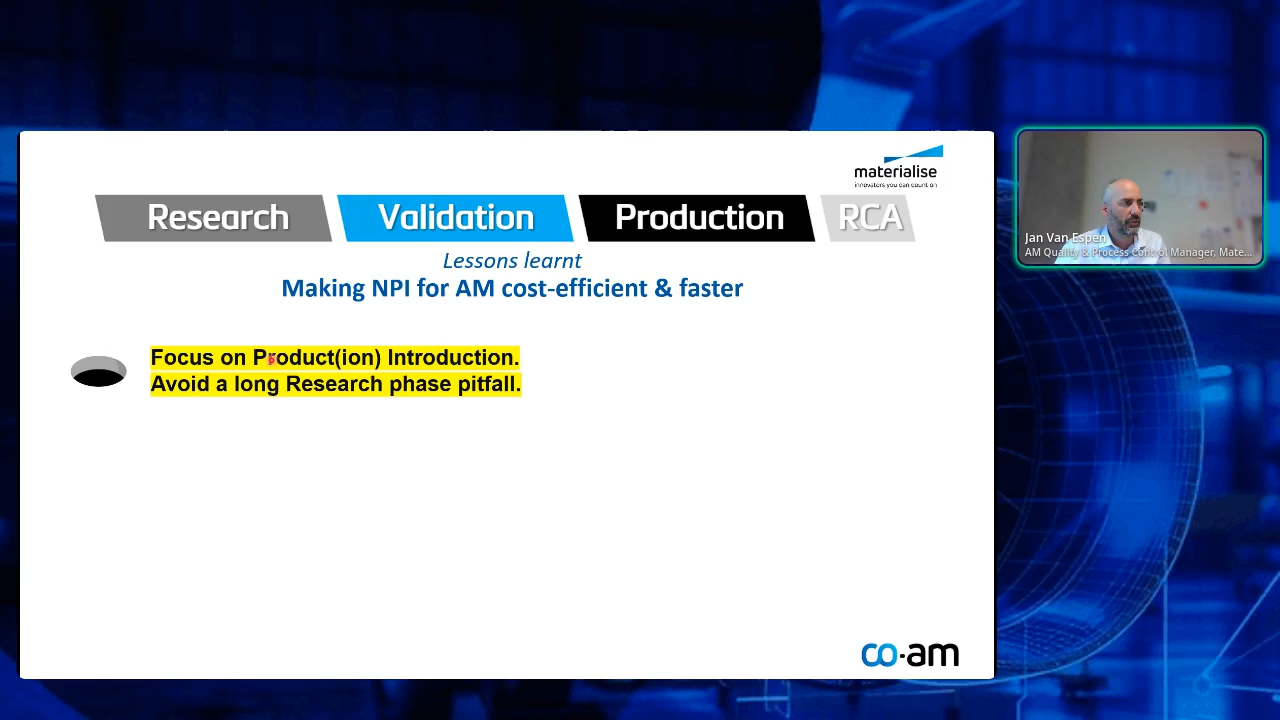 materialise
innovators you can count on
Research Validation Production RCA
Lessons learnt
Making NPI for AM cost-efficient & faster
Focus on Product(ion) Introduction.
Avoid a long Research phase pitfall.
co·am
Jan Van Espen
AM Quality & Process Control Manager, Mate...